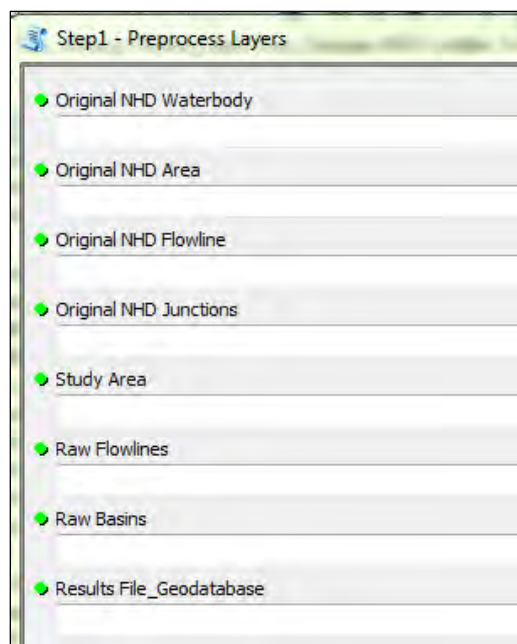 Step1 - Preprocess Layers
Original NHD Waterbody
Original NHD Area
Original NHD Flowline
Original NHD Junctions
Study Area
Raw Flowlines
Raw Basins
Results File_Geodatabase